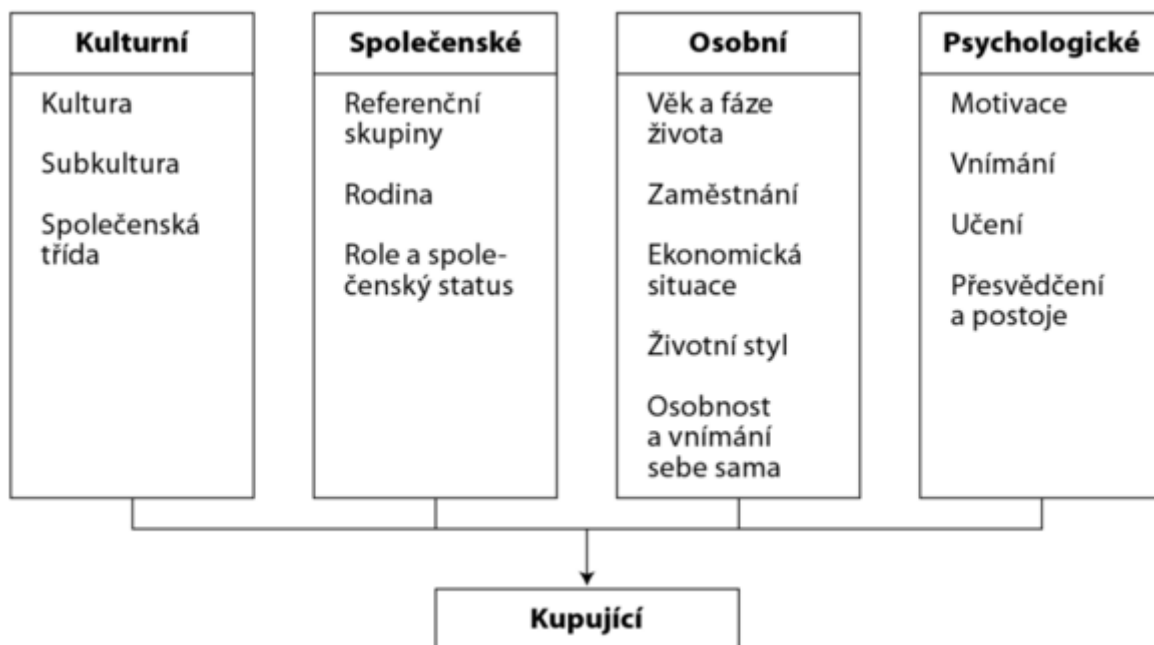 Kulturní
Kultura
Subkultura
Společenská
třída
Společenské
Referenční
skupiny
Rodina
Role a spole-
čenský status
Osobní
Věk a fáze
života
Zaměstnání
Ekonomická
situace
Životní styl
Osobnost
a vnímání
sebe sama
Psychologické
Motivace
Vnímání
Učení
Přesvědčení
a postoje
Kupující